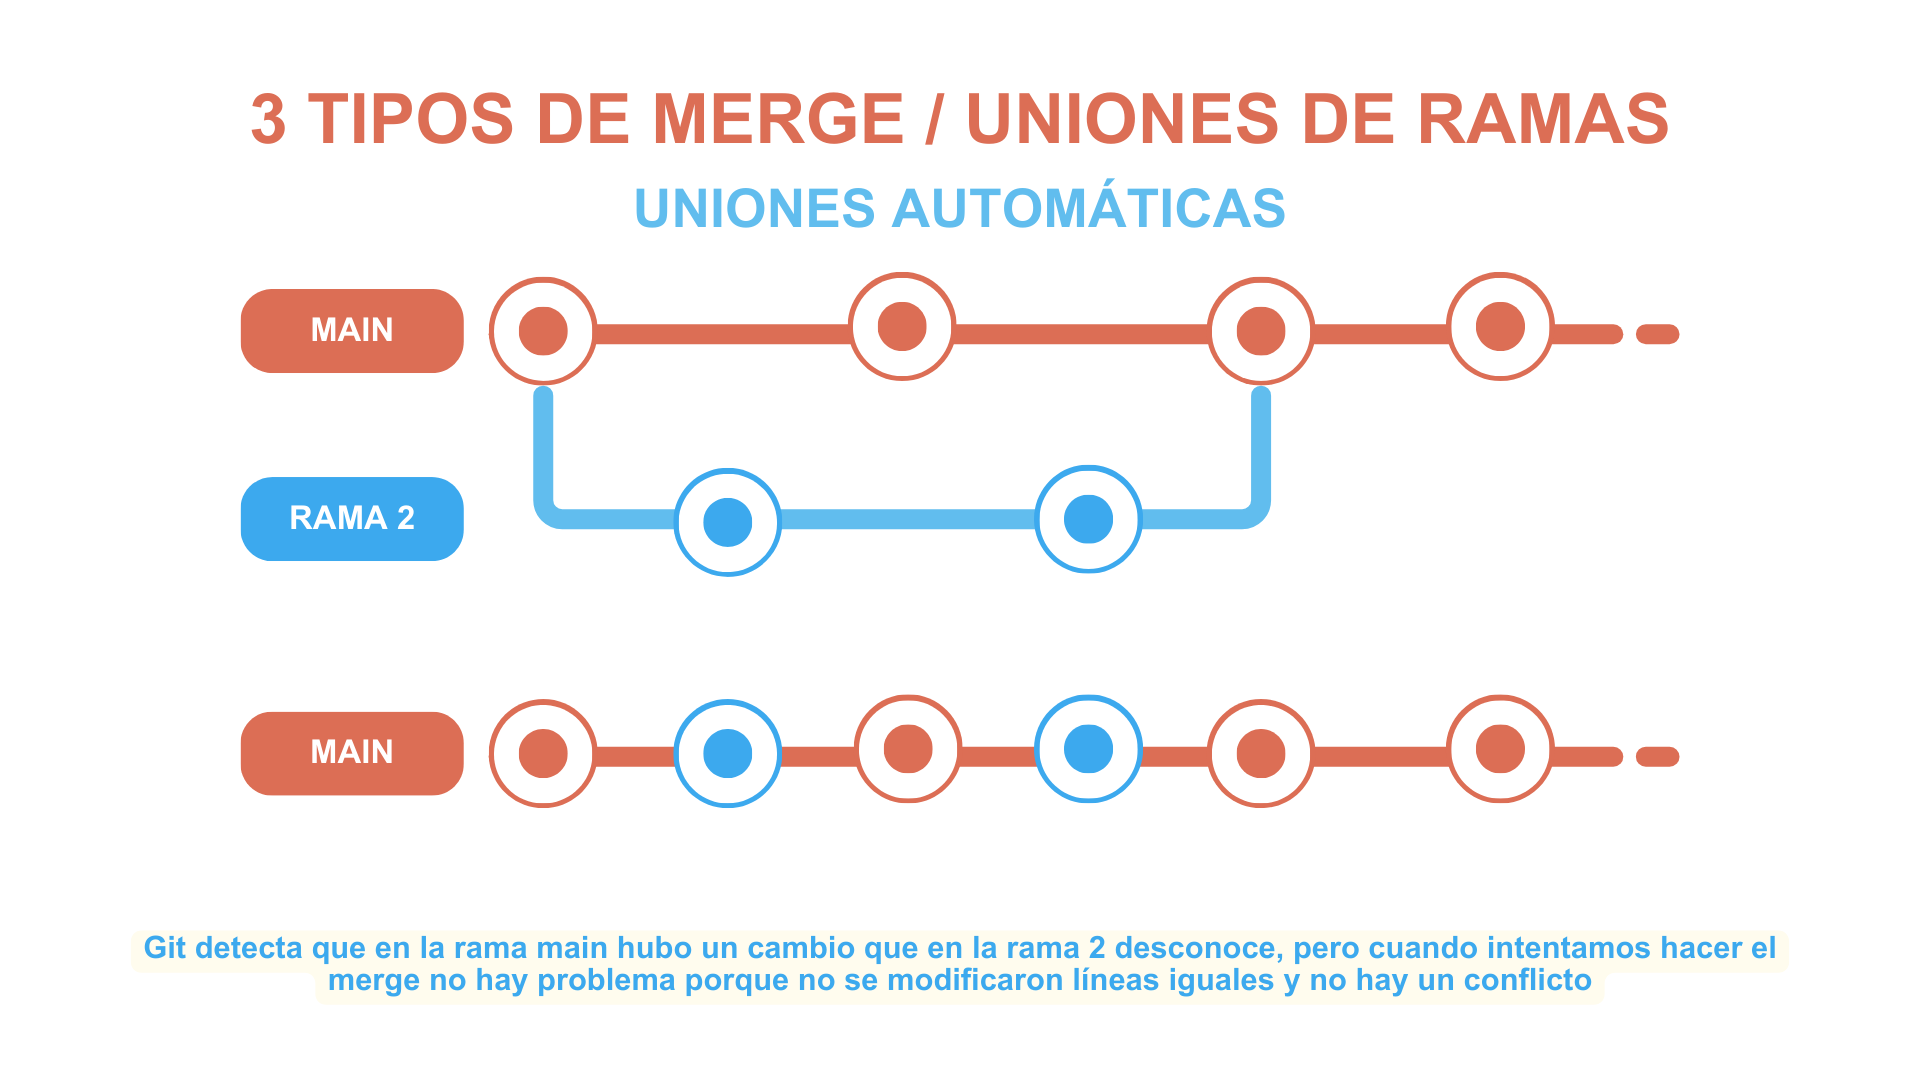 3 TIPOS DE MERGE / UNIONES DE RAMAS
UNIONES AUTOMÁTICAS
MAIN
RAMA 2
MAIN
Git detecta que en la rama main hubo un cambio que en la rama 2 desconoce, pero cuando intentamos hacer el
merge no hay problema porque no se modificaron líneas iguales y no hay un conflicto